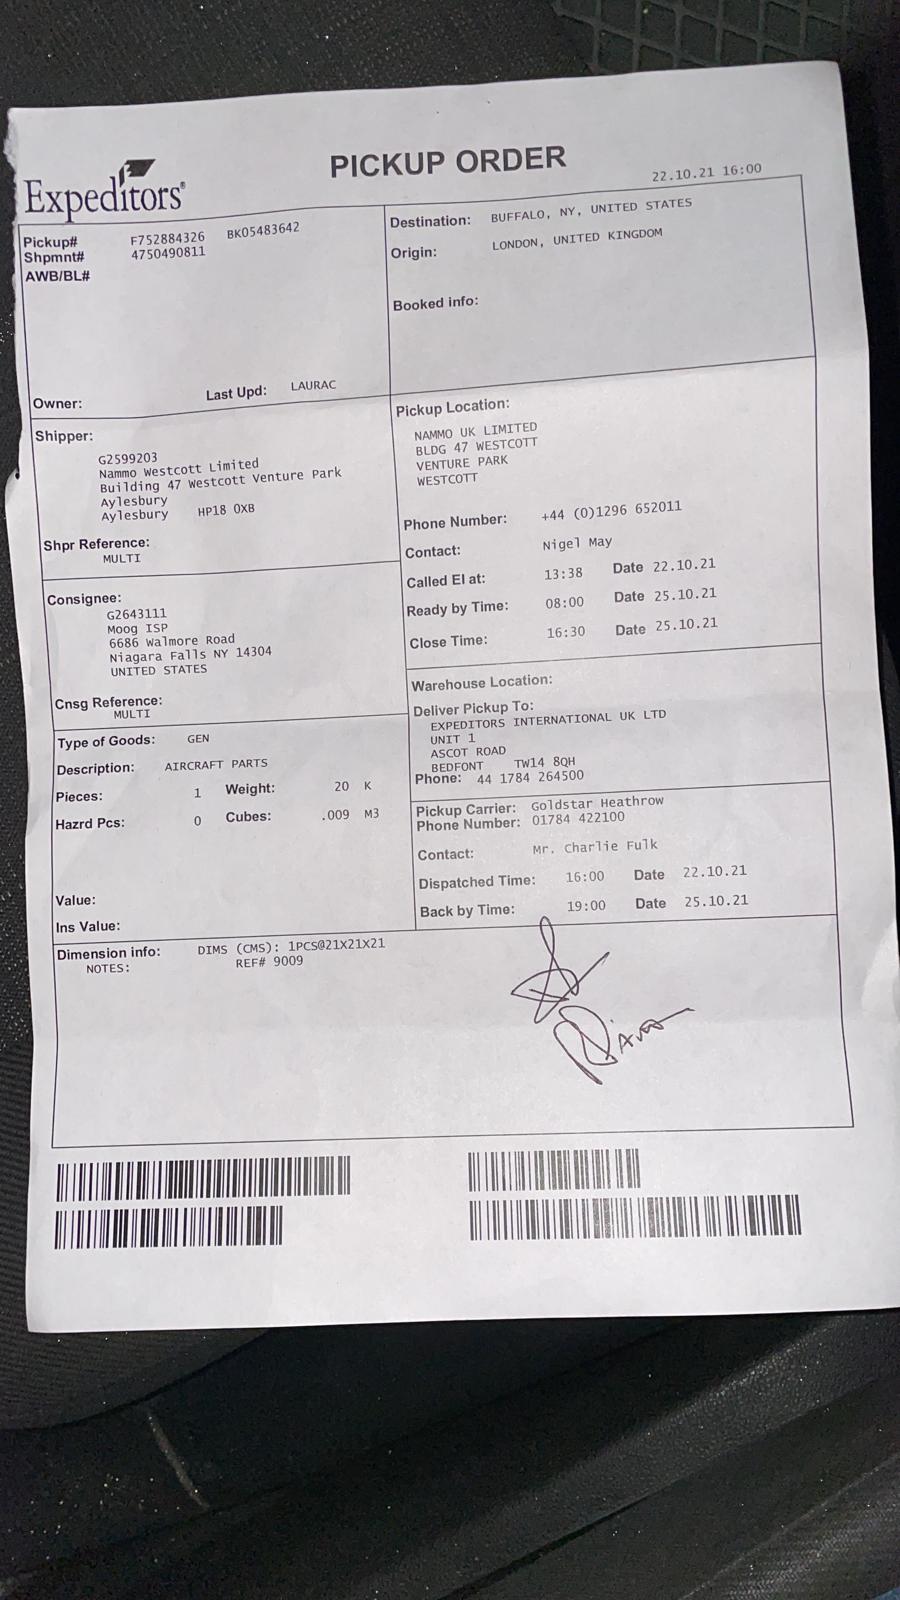 Expeditors®
PICKUP ORDER
22.10.21 16:00
Pickup# F752884326 BK05483642
Shpmnt# 4750490811
AWB/BL#
Owner: Last Upd: LAURAC
Destination: BUFFALO, NY, UNITED STATES
Origin: LONDON, UNITED KINGDOM
Booked info:
Shipper:
G2599203
Nammo Westcott Limited
Building 47 Westcott Venture Park
Aylesbury
Aylesbury HP18 0XB
Shpr Reference:
MULTI
Pickup Location:
NAMMO UK LIMITED
BLDG 47 WESTCOTT
VENTURE PARK
WESTCOTT
Phone Number: +44 (0)1296 652011
Contact: Nigel May
Called EI at: 13:38 Date 22.10.21
Ready by Time: 08:00 Date 25.10.21
Close Time: 16:30 Date 25.10.21
Consignee:
G2643111
Moog ISP
6686 Walmore Road
Niagara Falls NY 14304
UNITED STATES
Cnsg Reference:
MULTI
Warehouse Location:
Deliver Pickup To:
EXPEDITORS INTERNATIONAL UK LTD
UNIT 1
ASCOT ROAD
BEDFONT TW14 8QH
Phone: 44 1784 264500
Type of Goods: GEN
Description: AIRCRAFT PARTS
Pieces: 1 Weight: 20 K
Hazrd Pcs: 0 Cubes: .009 M3
Value:
Ins Value:
Pickup Carrier: Goldstar Heathrow
Phone Number: 01784 422100
Contact: Mr. Charlie Fulk
Dispatched Time: 16:00 Date 22.10.21
Back by Time: 19:00 Date 25.10.21
Dimension info: DIMS (CMS): 1PCS@21X21X21
NOTES: REF# 9009